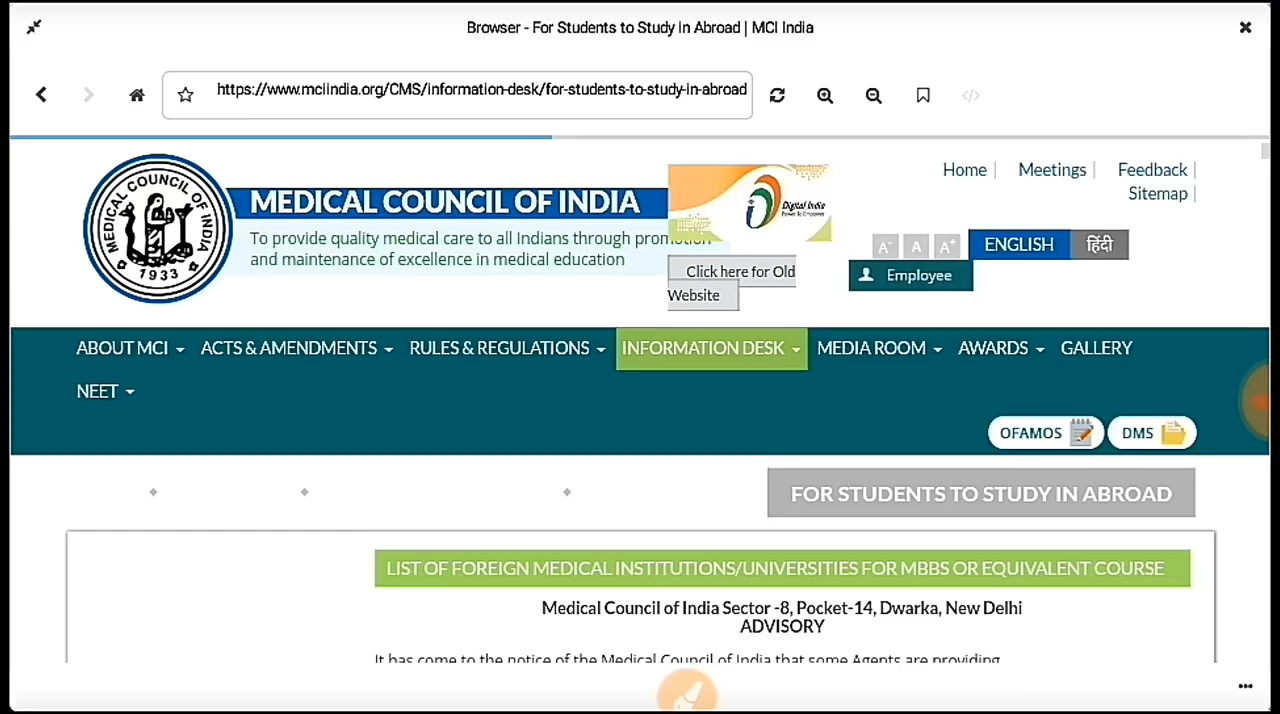 Browser - For Students to Study in Abroad | MCI India
https://www.mciindia.org/CMS/information-desk/for-students-to-study-in-abroad
MEDICAL COUNCIL OF INDIA
1933
MEDICAL COUNCIL OF INDIA
To provide quality medical care to all Indians through promotion
and maintenance of excellence in medical education
Digital India
Power To Empower
Click here for Old
Website
Home | Meetings | Feedback |
Sitemap |
A- A A+ ENGLISH हिंदी
Employee
ABOUT MCI ACTS & AMENDMENTS RULES & REGULATIONS INFORMATION DESK MEDIA ROOM AWARDS GALLERY
NEET
OFAMOS DMS
FOR STUDENTS TO STUDY IN ABROAD
LIST OF FOREIGN MEDICAL INSTITUTIONS/UNIVERSITIES FOR MBBS OR EQUIVALENT COURSE
Medical Council of India Sector -8, Pocket-14, Dwarka, New Delhi
ADVISORY
It has come to the notice of the Medical Council of India that some Agents are providing